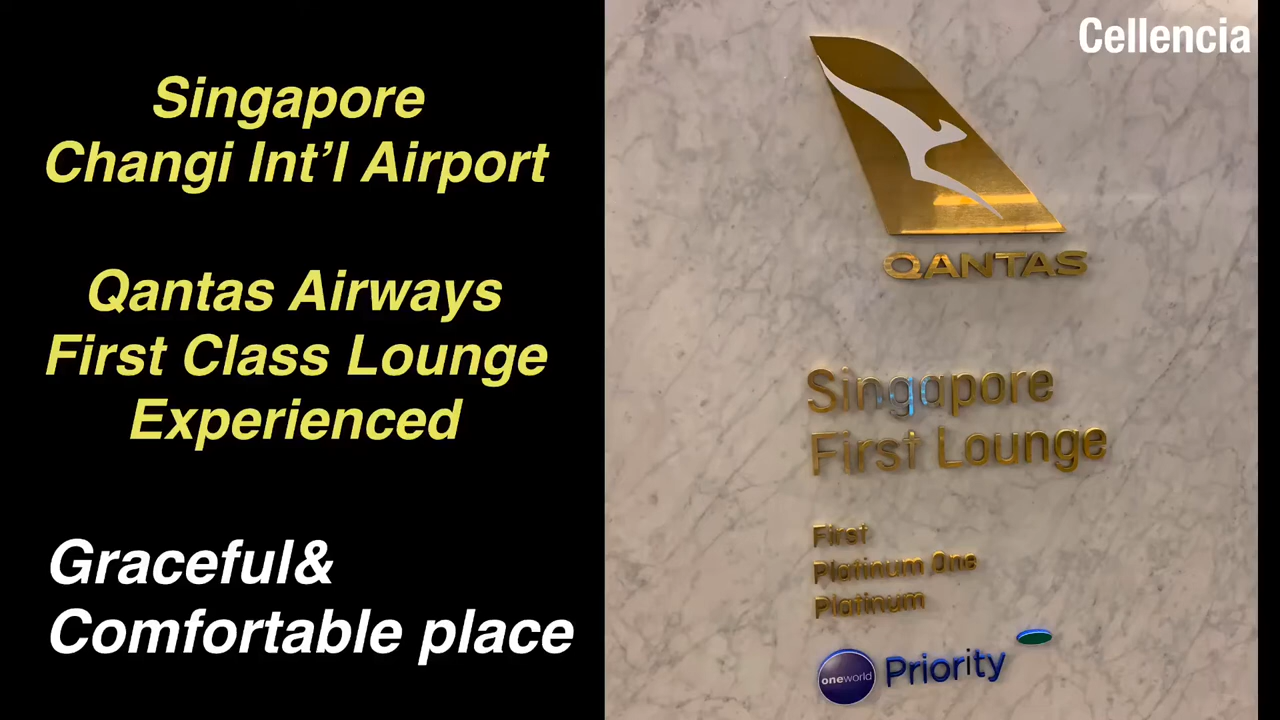 Singapore
Changi Int'l Airport
Qantas Airways
First Class Lounge
Experienced
Graceful&
Comfortable place
Cellencia
QANTAS
Singapore
First Lounge
First
Platinum One
Platinum
oneworld Priority